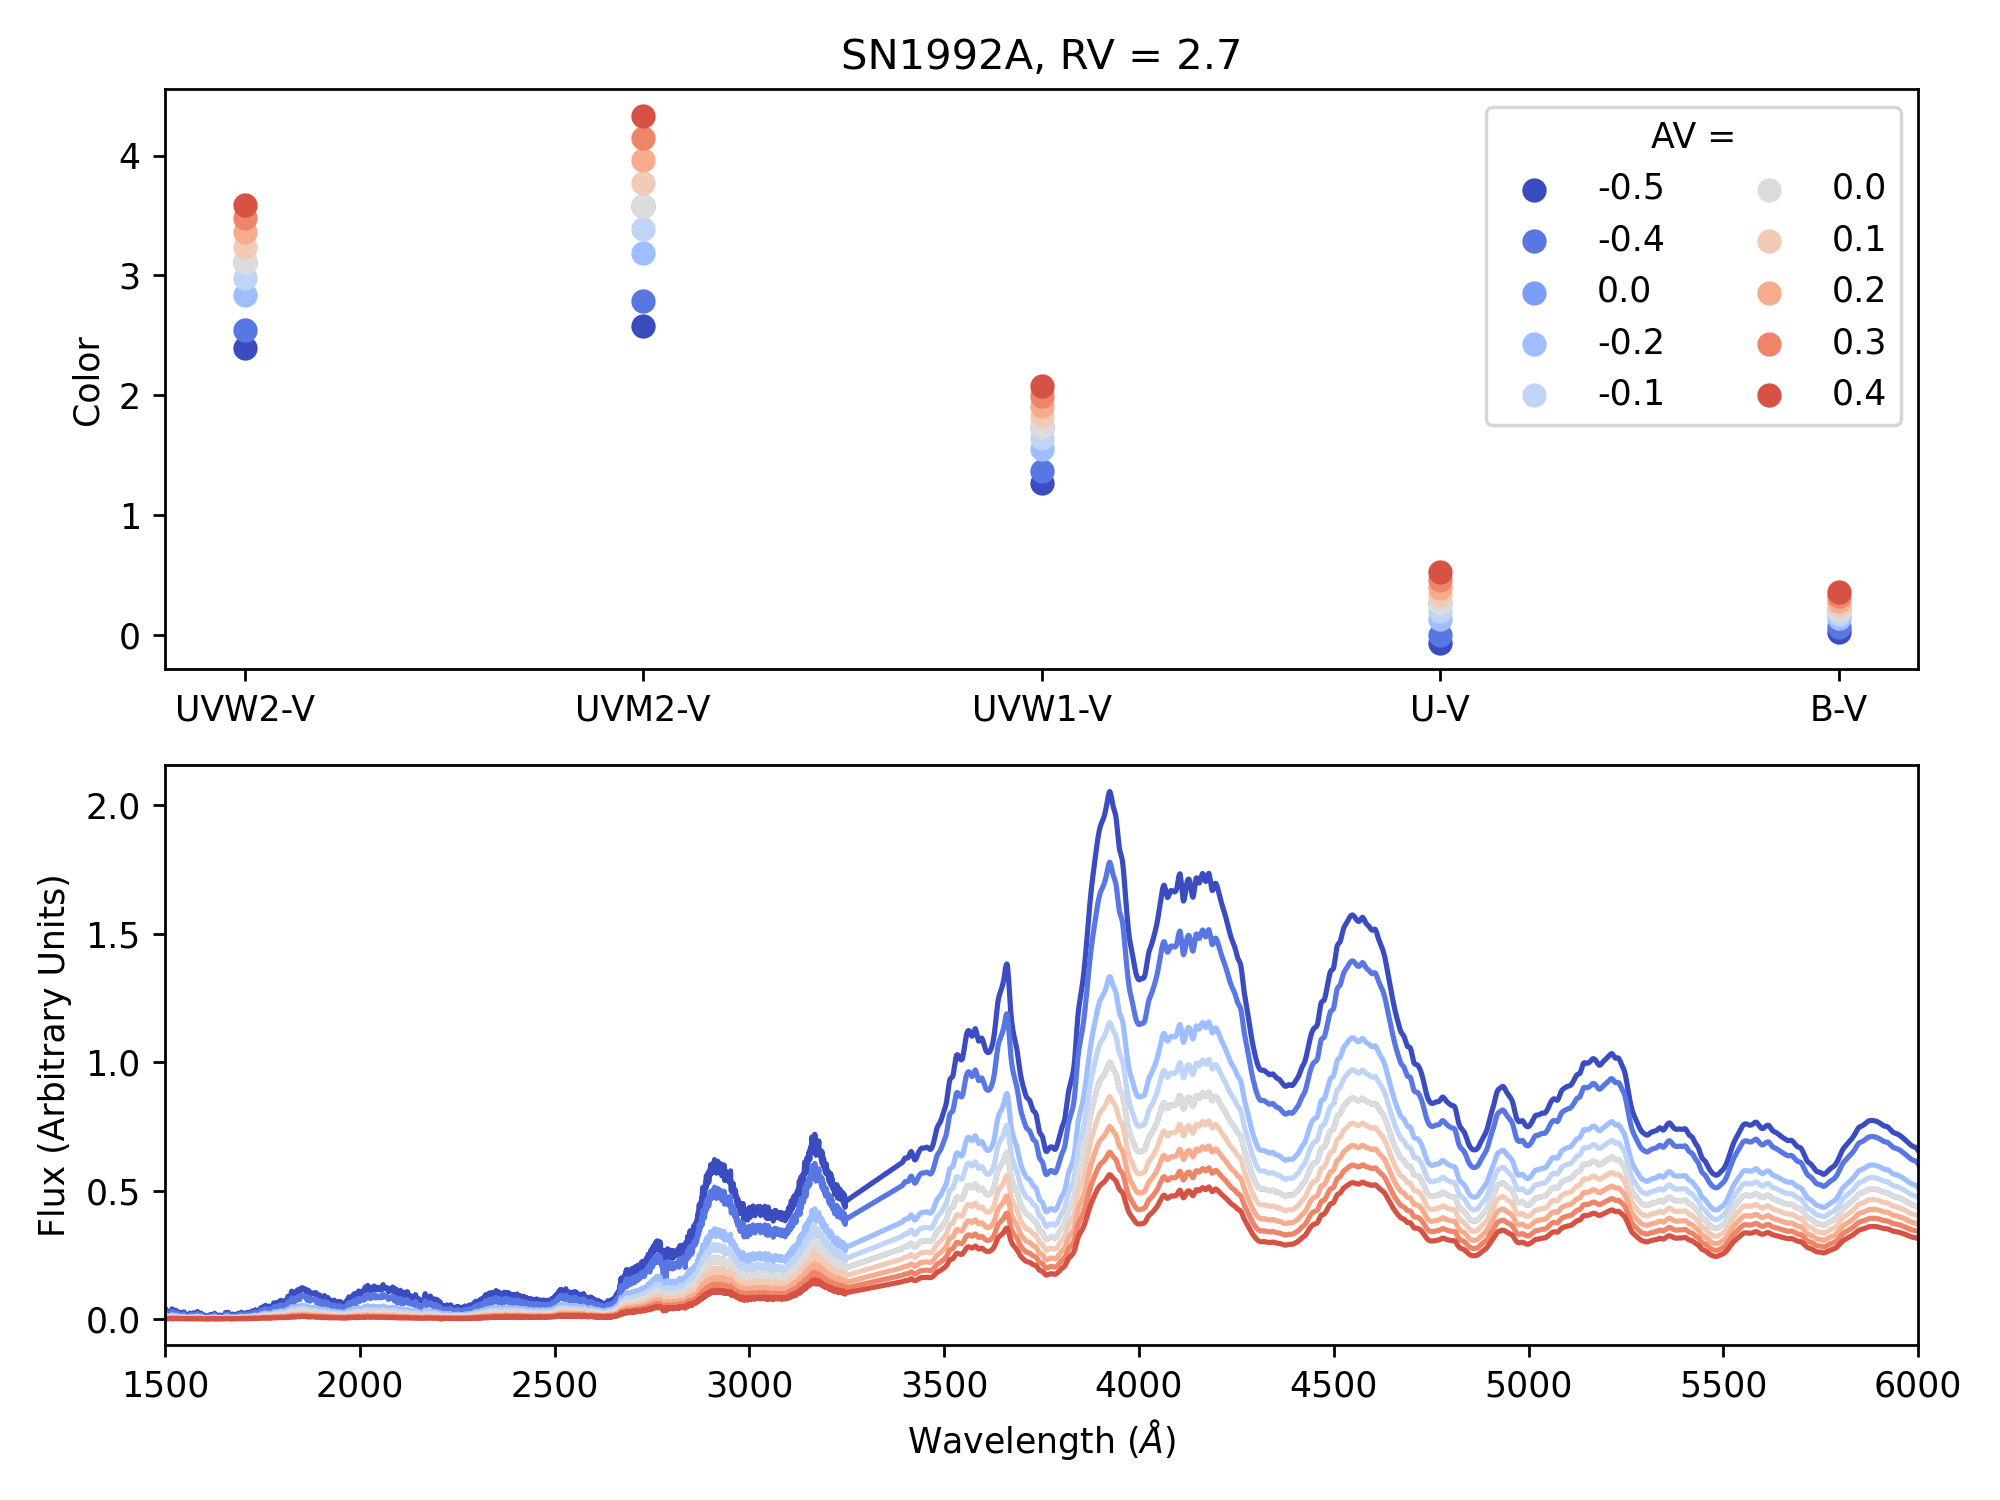 SN1992A, RV = 2.7
Color
4
3
2
1
0
AV =
-0.5
-0.4
0.0
-0.2
-0.1
0.0
0.1
0.2
0.3
0.4
UVW2-V UVM2-V UVW1-V U-V B-V
Flux (Arbitrary Units)
2.0
1.5
1.0
0.5
0.0
1500 2000 2500 3000 3500 4000 4500 5000 5500 6000
Wavelength (Å)